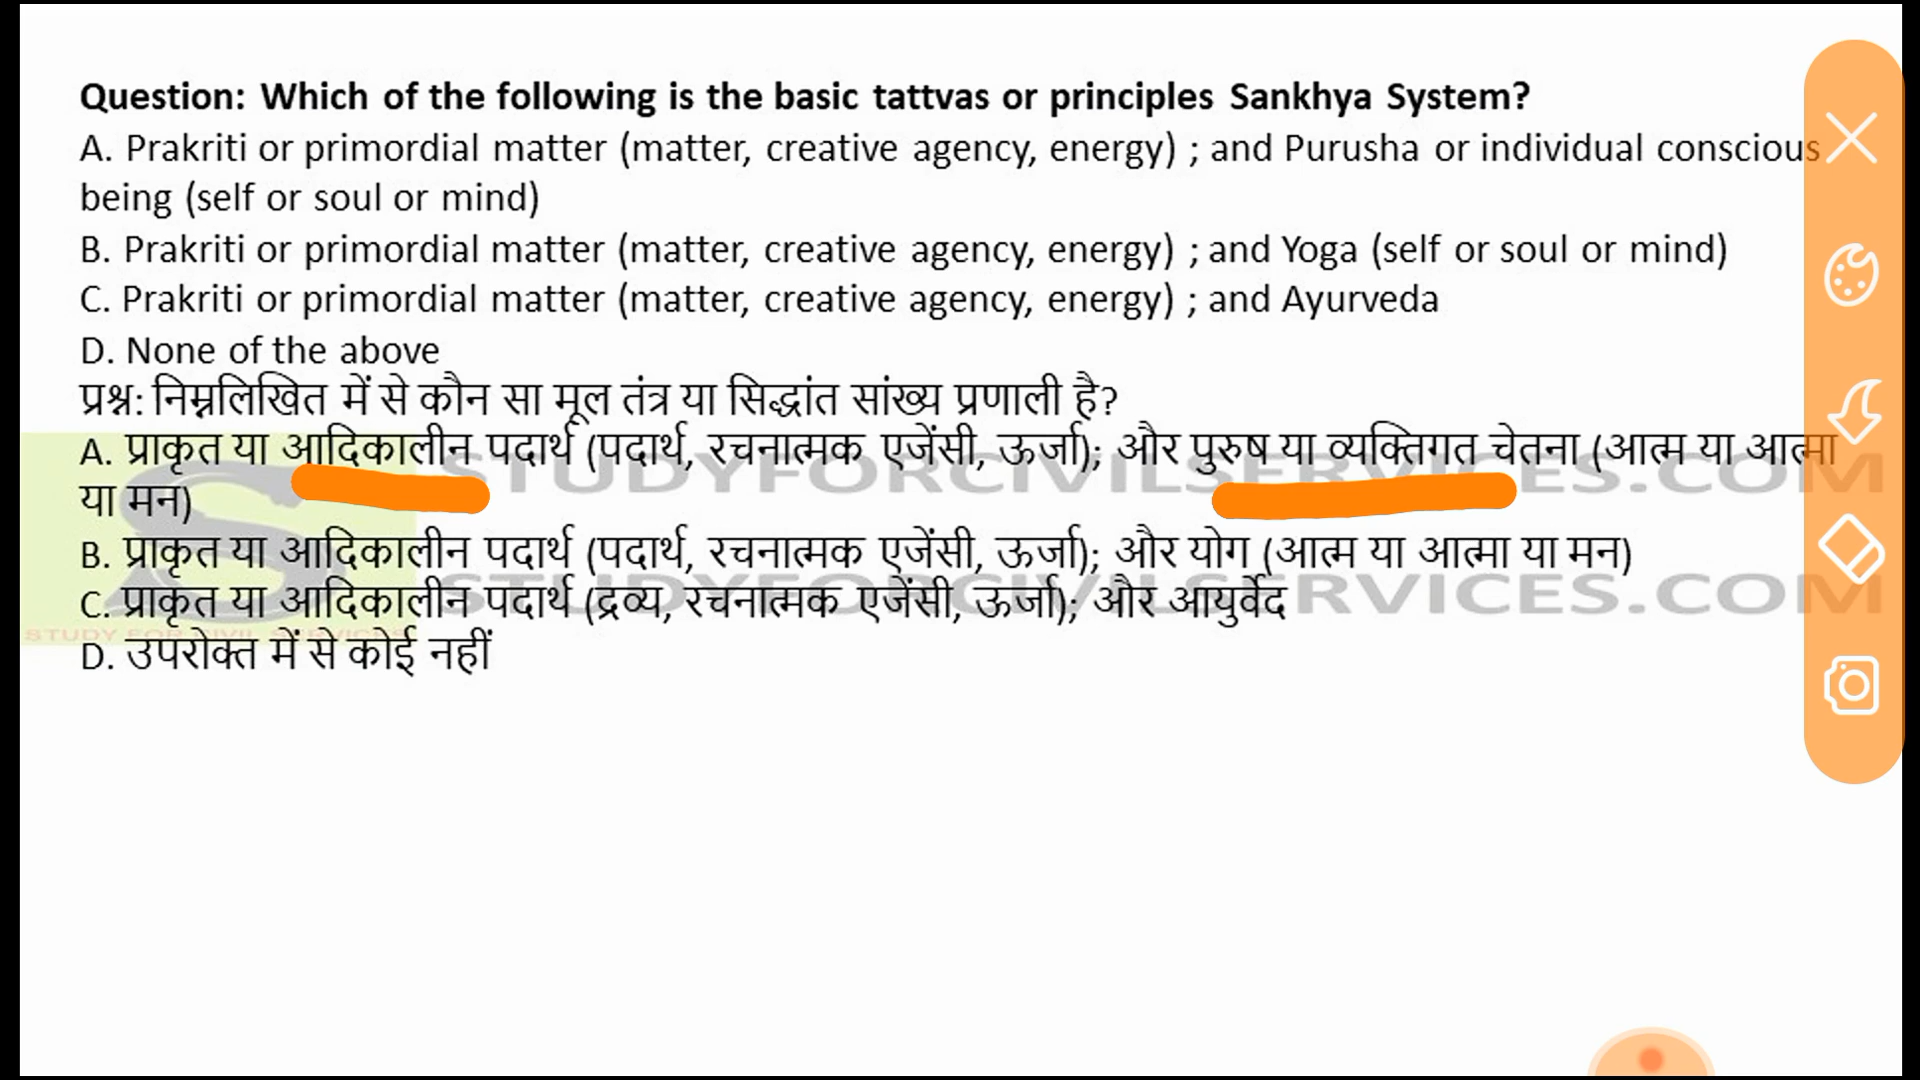 Question: Which of the following is the basic tattvas or principles Sankhya System?
A. Prakriti or primordial matter (matter, creative agency, energy) ; and Purusha or individual conscious
being (self or soul or mind)
B. Prakriti or primordial matter (matter, creative agency, energy) ; and Yoga (self or soul or mind)
C. Prakriti or primordial matter (matter, creative agency, energy) ; and Ayurveda
D. None of the above
प्रश्न: निम्नलिखित में से कौन सा मूल तंत्र या सिद्धांत सांख्य प्रणाली है?
A. प्राकृत या आदिकालीन पदार्थ (पदार्थ, रचनात्मक एजेंसी, ऊर्जा); और पुरुष या व्यक्तिगत चेतना (आत्म या आत्मा
STUDYFORCIVILSERVICES.COM
या मन)
B. प्राकृत या आदिकालीन पदार्थ (पदार्थ, रचनात्मक एजेंसी, ऊर्जा); और योग (आत्म या आत्मा या मन)
C. प्राकृत या आदिकालीन पदार्थ (द्रव्य, रचनात्मक एजेंसी, ऊर्जा); और आयुर्वेद
STUDYFORCIVILSERVICES.COM
STUDY FOR CIVIL SERVICES
D. उपरोक्त में से कोई नहीं